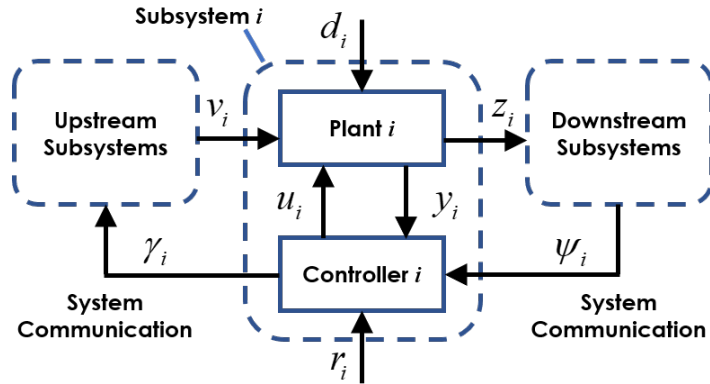 Subsystem i
d_i
Upstream
Subsystems
v_i
Plant i
z_i
Downstream
Subsystems
u_i
y_i
γ_i
Controller i
ψ_i
System
Communication
System
Communication
r_i